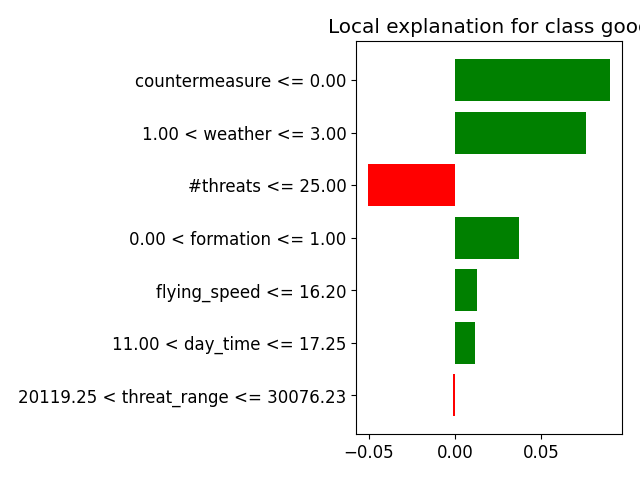 Local explanation for class goo
countermeasure <= 0.00
1.00 < weather <= 3.00
#threats <= 25.00
0.00 < formation <= 1.00
flying_speed <= 16.20
11.00 < day_time <= 17.25
20119.25 < threat_range <= 30076.23
−0.05 0.00 0.05